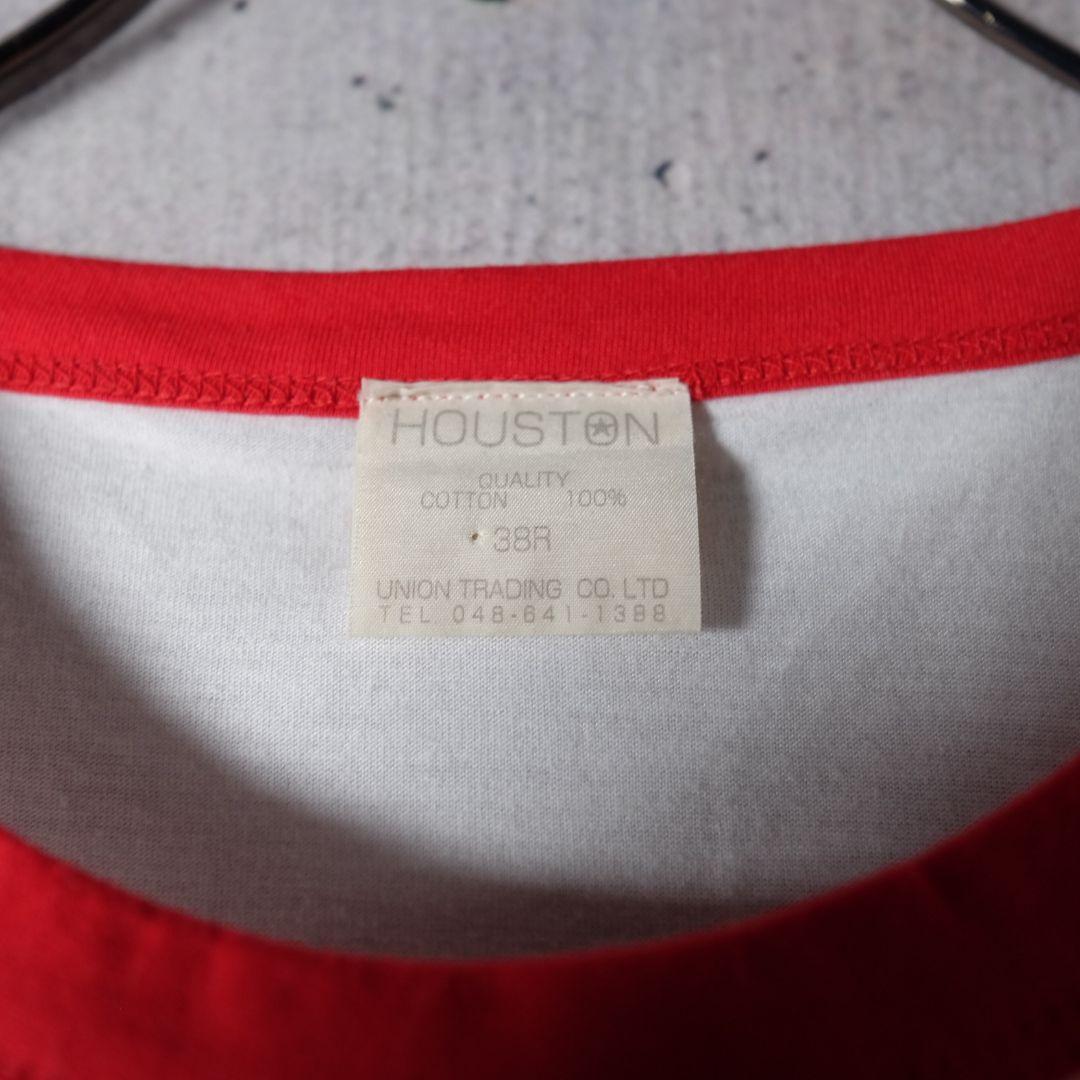 HOUSTON
QUALITY
COTTON 100%
38R
UNION TRADING CO. LTD
TEL 048-641-1388